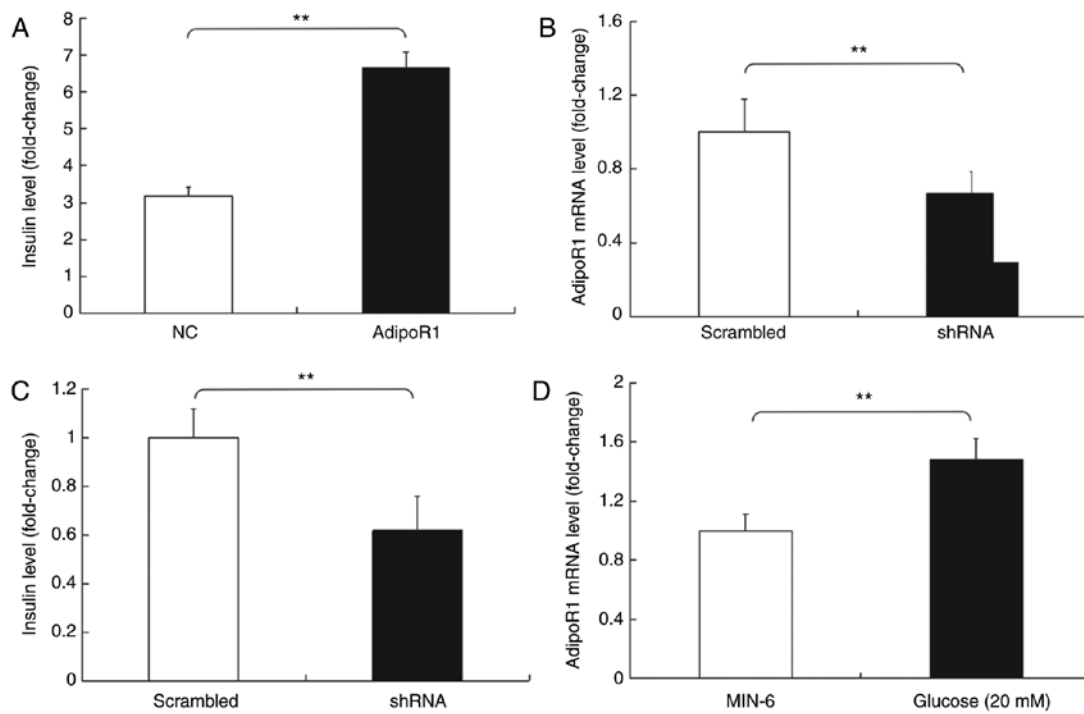 A
Insulin level (fold-change)
8
7
6
5
4
3
2
1
0
**
NC
AdipoR1
B
AdipoR1 mRNA level (fold-change)
1.6
1.2
0.8
0.4
0
**
Scrambled
shRNA
C
Insulin level (fold-change)
1.2
1
0.8
0.6
0.4
0.2
0
**
Scrambled
shRNA
D
AdipoR1 mRNA level (fold-change)
2
1.6
1.2
0.8
0.4
0
**
MIN-6
Glucose (20 mM)